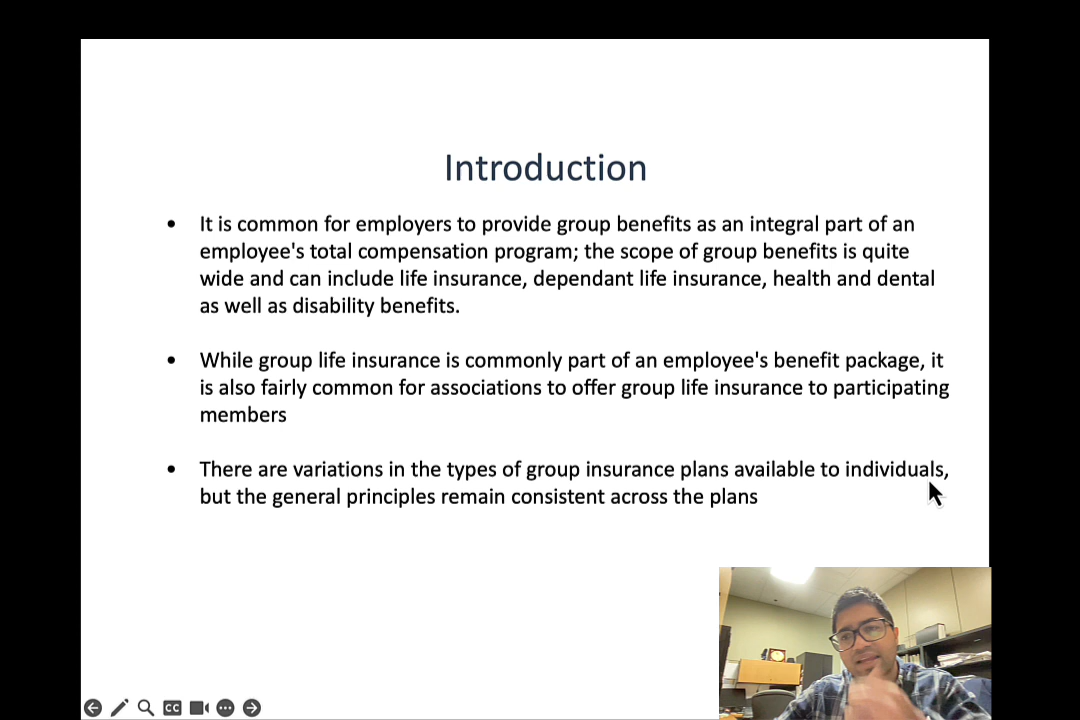 Introduction
• It is common for employers to provide group benefits as an integral part of an
employee's total compensation program; the scope of group benefits is quite
wide and can include life insurance, dependant life insurance, health and dental
as well as disability benefits.
• While group life insurance is commonly part of an employee's benefit package, it
is also fairly common for associations to offer group life insurance to participating
members
• There are variations in the types of group insurance plans available to individuals,
but the general principles remain consistent across the plans
CC